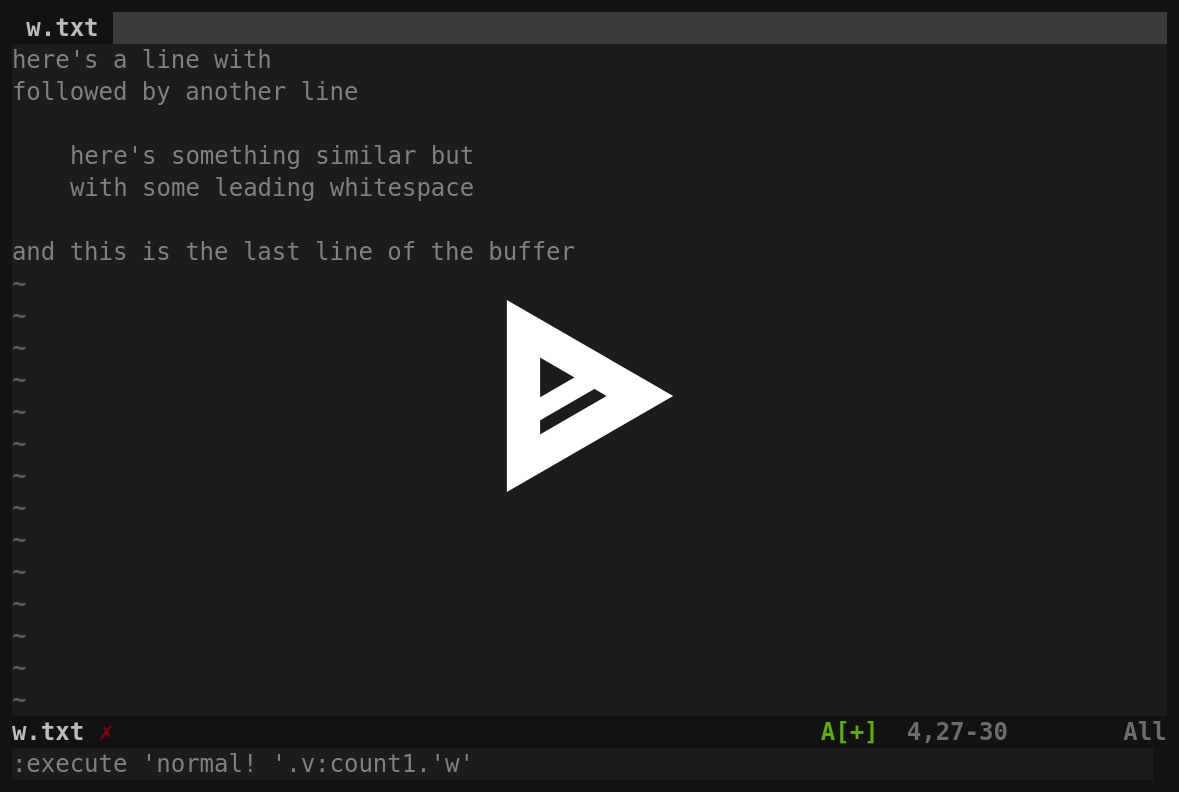 w.txt
here's a line with
followed by another line
here's something similar but
with some leading whitespace
and this is the last line of the buffer
~
~
~
~
~
~
~
~
~
~
~
~
~
~
w.txt ✗ A[+] 4,27-30 All
:execute 'normal! '.v:count1.'w'